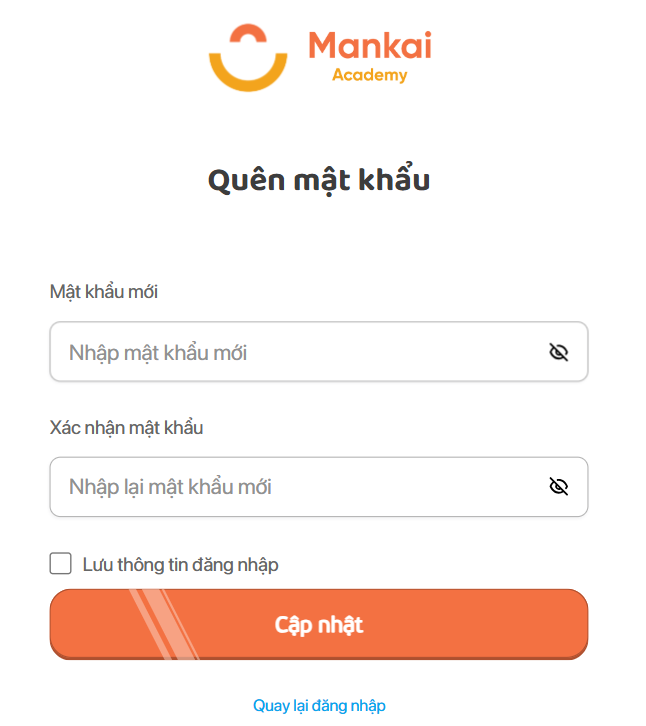 Mankai
Academy
Quên mật khẩu
Mật khẩu mới
Nhập mật khẩu mới
Xác nhận mật khẩu
Nhập lại mật khẩu mới
Lưu thông tin đăng nhập
Cập nhật
Quay lại đăng nhập